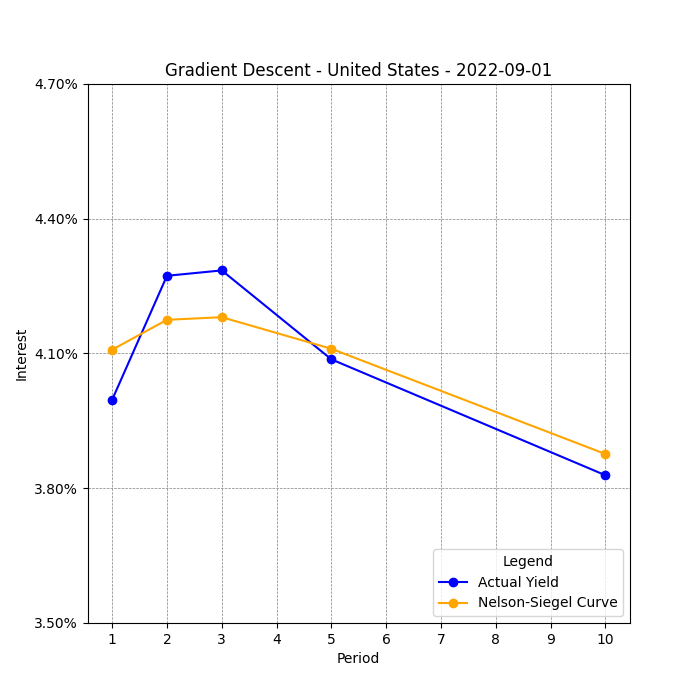 Gradient Descent - United States - 2022-09-01
4.70%
4.40%
4.10%
3.80%
3.50%
Interest
1 2 3 4 5 6 7 8 9 10
Period
Legend
Actual Yield
Nelson-Siegel Curve